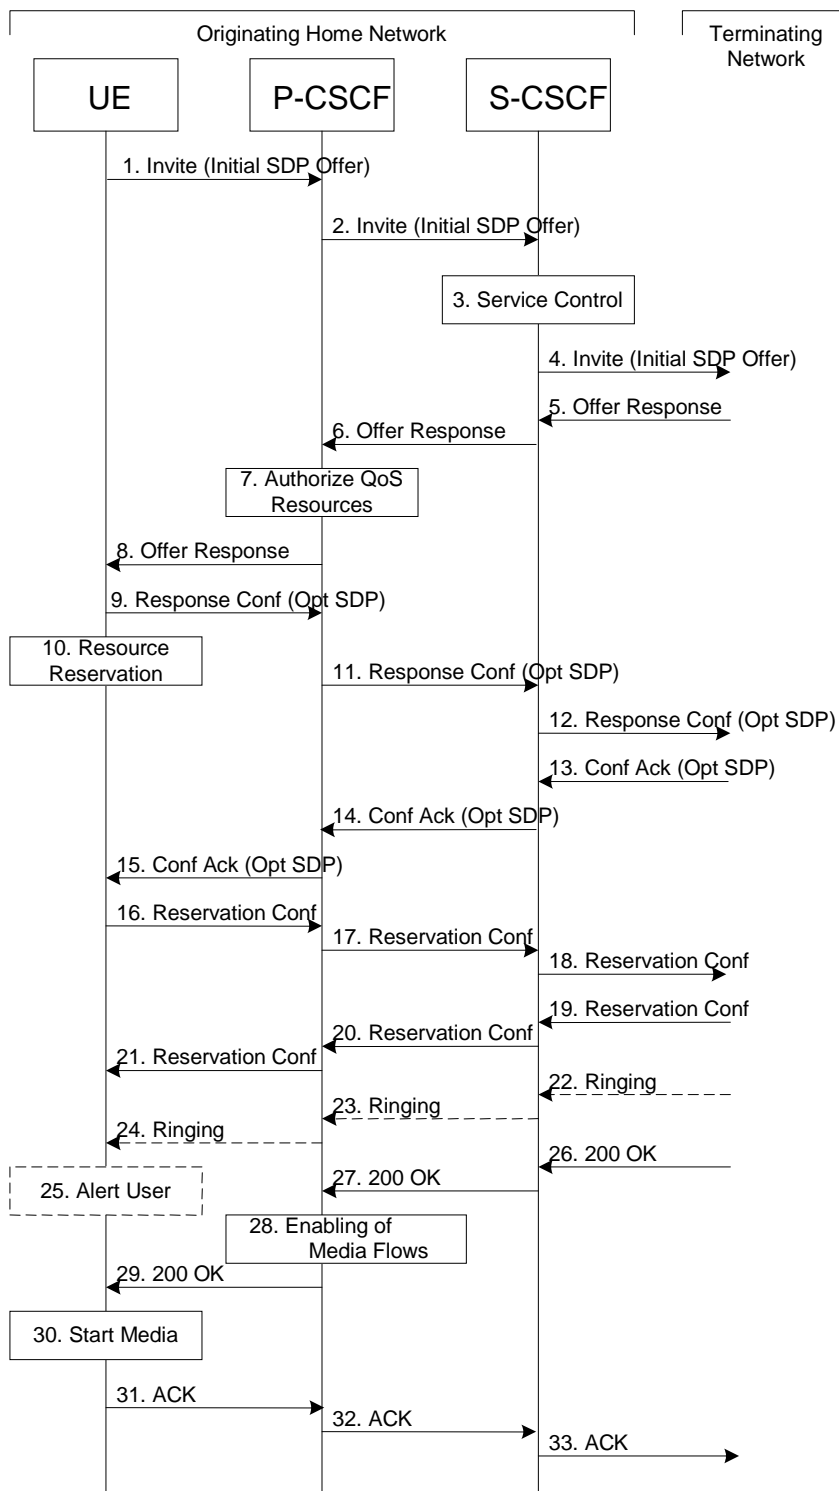 Originating Home Network
Terminating
Network
UE
P-CSCF
S-CSCF
1. Invite (Initial SDP Offer)
2. Invite (Initial SDP Offer)
3. Service Control
4. Invite (Initial SDP Offer)
5. Offer Response
6. Offer Response
7. Authorize QoS
Resources
8. Offer Response
9. Response Conf (Opt SDP)
10. Resource
Reservation
11. Response Conf (Opt SDP)
12. Response Conf (Opt SDP)
13. Conf Ack (Opt SDP)
14. Conf Ack (Opt SDP)
15. Conf Ack (Opt SDP)
16. Reservation Conf
17. Reservation Conf
18. Reservation Conf
19. Reservation Conf
20. Reservation Conf
21. Reservation Conf
22. Ringing
23. Ringing
24. Ringing
25. Alert User
26. 200 OK
27. 200 OK
28. Enabling of
Media Flows
29. 200 OK
30. Start Media
31. ACK
32. ACK
33. ACK